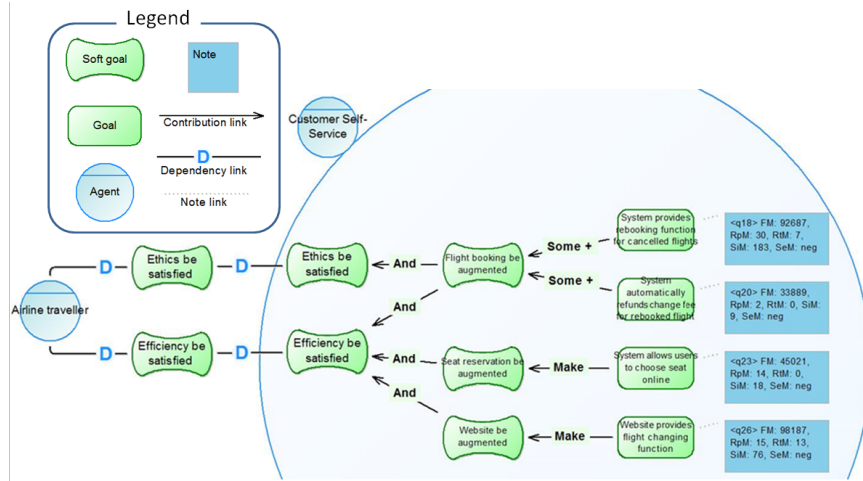 Legend
Soft goal
Note
Goal
Contribution link
D
Dependency link
Agent
Note link
Customer Self-
Service
System provides
rebooking function
for cancelled flights
<q18> FM: 92687,
RpM: 30, RtM: 7,
SiM: 183, SeM: neg
Some +
Ethics be
satisfied
Ethics be
satisfied
Flight booking be
augmented
D
D
And
Some +
System
automatically
refunds change fee
for rebooked flight
<q20> FM: 33889,
RpM: 2, RtM: 0, SiM:
9, SeM: neg
Airline traveller
And
Efficiency be
satisfied
Efficiency be
satisfied
D
D
And
Seat reservation be
augmented
Make
System allows users
to choose seat
online
<q23> FM: 45021,
RpM: 14, RtM: 0,
SiM: 18, SeM: neg
And
Website be
augmented
Make
Website provides
flight changing
function
<q26> FM: 98187,
RpM: 15, RtM: 13,
SiM: 76, SeM: neg